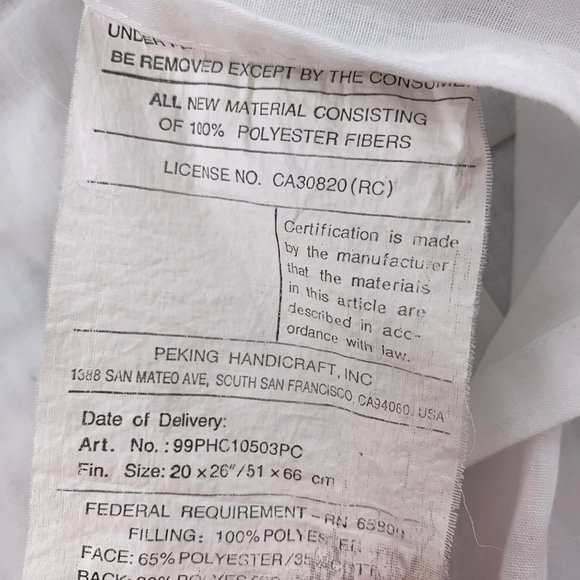 BE REMOVED EXCEPT BY THE CONSUMER
ALL NEW MATERIAL CONSISTING
OF 100% POLYESTER FIBERS
LICENSE NO. CA30820 (RC)
Certification is made
by the manufacturer
that the materials
in this article are
described in acc-
ordance with law.
PEKING HANDICRAFT, INC
1388 SAN MATEO AVE, SOUTH SAN FRANCISCO, CA94080. USA
Date of Delivery:
Art. No.: 99PHC10503PC
Fin. Size: 20 x 26"/51 x 66 cm
FEDERAL REQUIREMENT - RN
FILLING: 100% POLYESTER
FACE: 65% POLYESTER/35% COTTON
BACK: